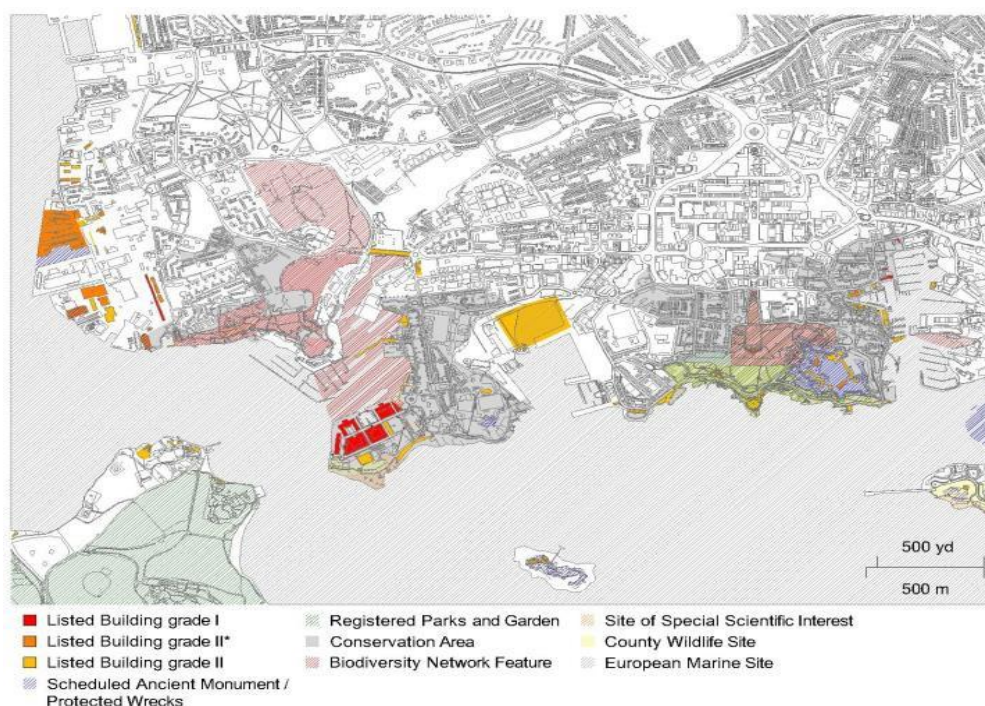 500 yd
500 m
Listed Building grade I
Listed Building grade II*
Listed Building grade II
Scheduled Ancient Monument /
Protected Wrecks
Registered Parks and Garden
Conservation Area
Biodiversity Network Feature
Site of Special Scientific Interest
County Wildlife Site
European Marine Site